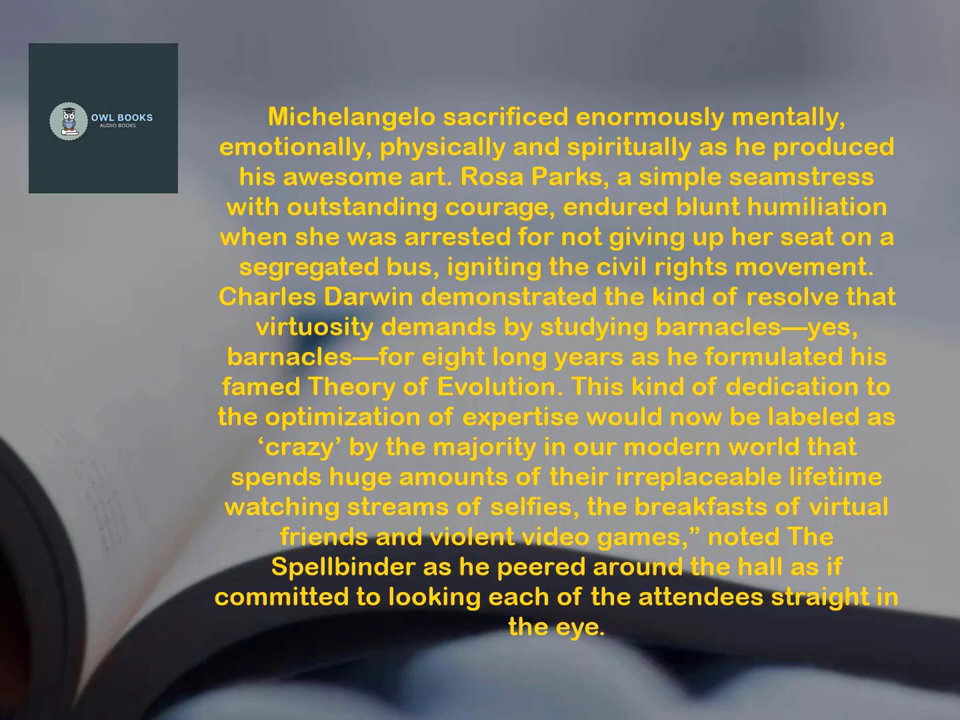 OWL BOOKS
AUDIO BOOKS
Michelangelo sacrificed enormously mentally,
emotionally, physically and spiritually as he produced
his awesome art. Rosa Parks, a simple seamstress
with outstanding courage, endured blunt humiliation
when she was arrested for not giving up her seat on a
segregated bus, igniting the civil rights movement.
Charles Darwin demonstrated the kind of resolve that
virtuosity demands by studying barnacles—yes,
barnacles—for eight long years as he formulated his
famed Theory of Evolution. This kind of dedication to
the optimization of expertise would now be labeled as
‘crazy’ by the majority in our modern world that
spends huge amounts of their irreplaceable lifetime
watching streams of selfies, the breakfasts of virtual
friends and violent video games,” noted The
Spellbinder as he peered around the hall as if
committed to looking each of the attendees straight in
the eye.